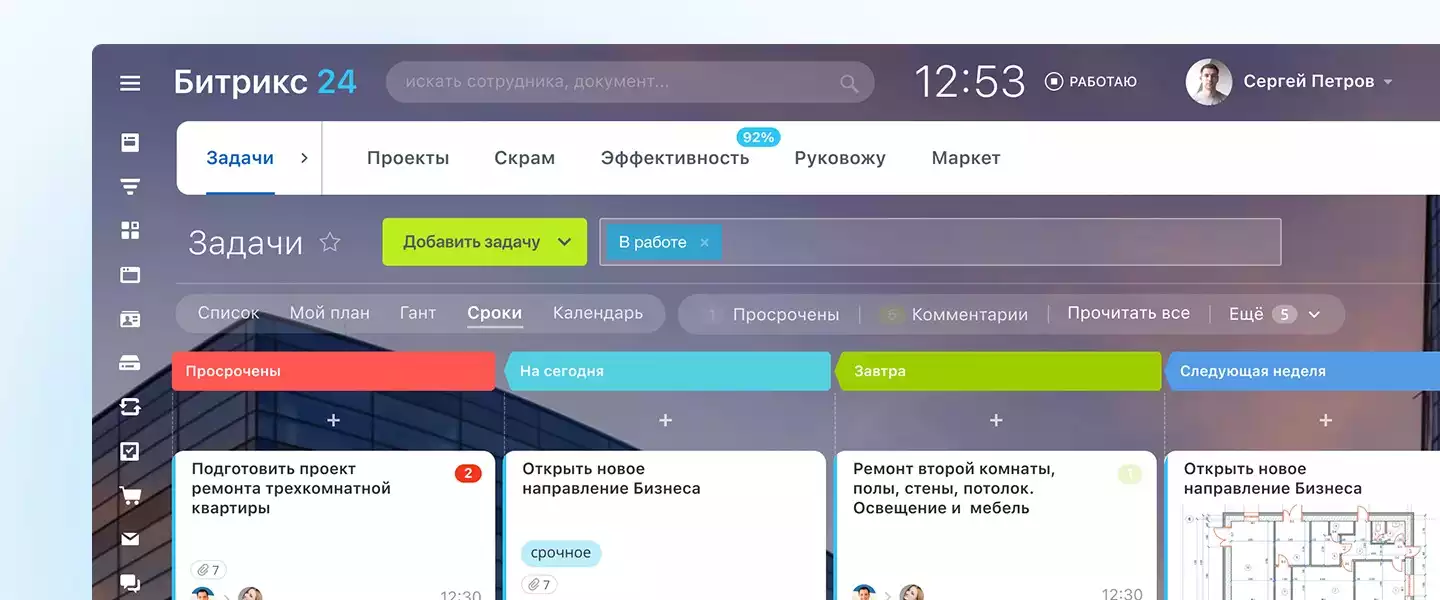 Битрикс 24
искать сотрудника, документ...
12:53
РАБОТАЮ
Сергей Петров
Задачи
Проекты
Скрам
Эффективность
92%
Руковожу
Маркет
Задачи
Добавить задачу
В работе ×
Список
Мой план
Гант
Сроки
Календарь
1 Просрочены
6 Комментарии
Прочитать все
Ещё 5
Просрочены
На сегодня
Завтра
Следующая неделя
+
+
+
+
Подготовить проект
ремонта трехкомнатной
квартиры
2
7
12:30
Открыть новое
направление Бизнеса
срочное
7
Ремонт второй комнаты,
полы, стены, потолок.
Освещение и мебель
1
12:30
Открыть новое
направление Бизнеса